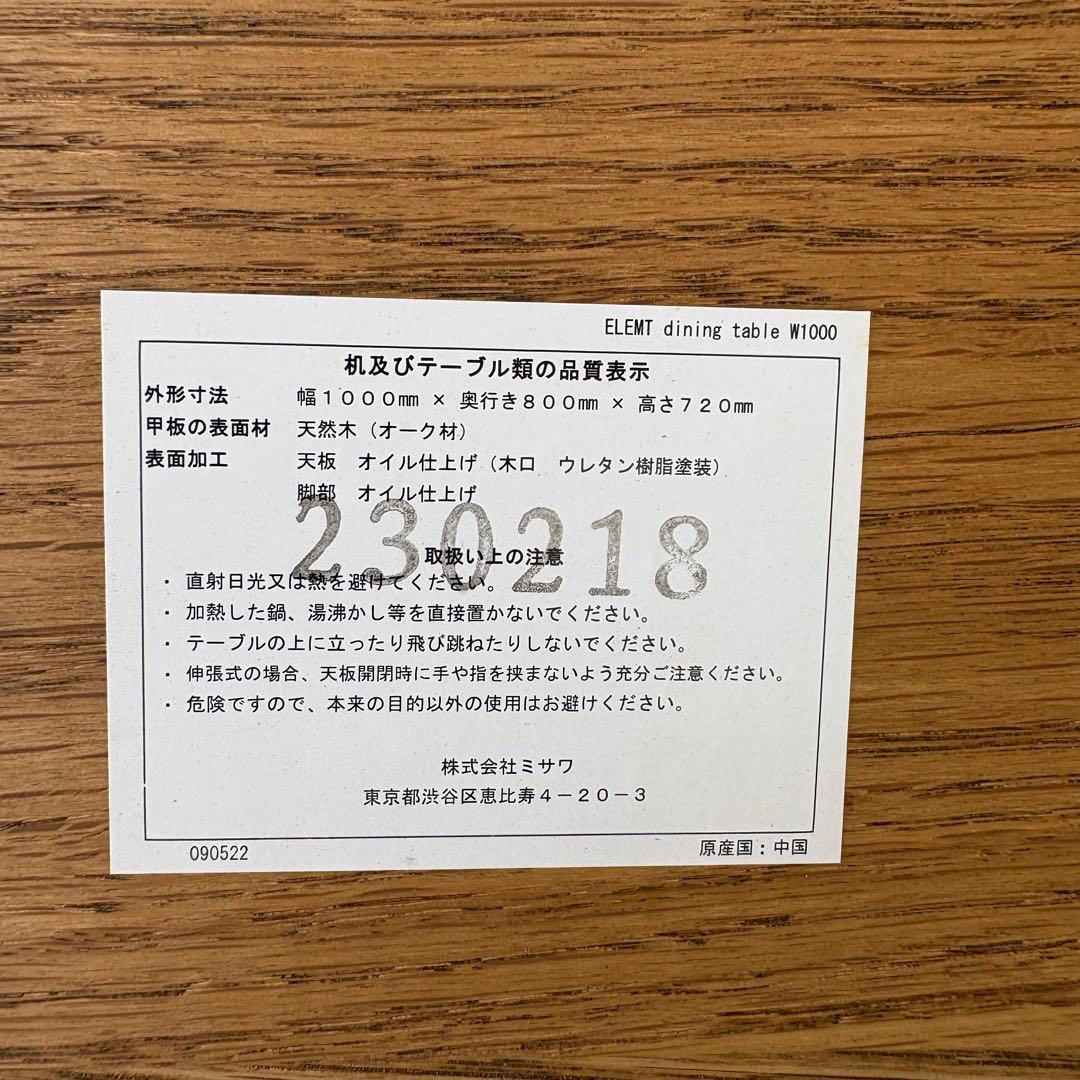 ELEMT dining table W1000
机及びテーブル類の品質表示
外形寸法 幅1000㎜ × 奥行き800㎜ × 高さ720㎜
甲板の表面材 天然木（オーク材）
表面加工 天板 オイル仕上げ（木口 ウレタン樹脂塗装）
脚部 オイル仕上げ
230218
取扱い上の注意
・ 直射日光又は熱を避けてください。
・ 加熱した鍋、湯沸かし等を直接置かないでください。
・ テーブルの上に立ったり飛び跳ねたりしないでください。
・ 伸張式の場合、天板開閉時に手や指を挟まないよう充分ご注意ください。
・ 危険ですので、本来の目的以外の使用はお避けください。
株式会社ミサワ
東京都渋谷区恵比寿4－20－3
090522 原産国：中国